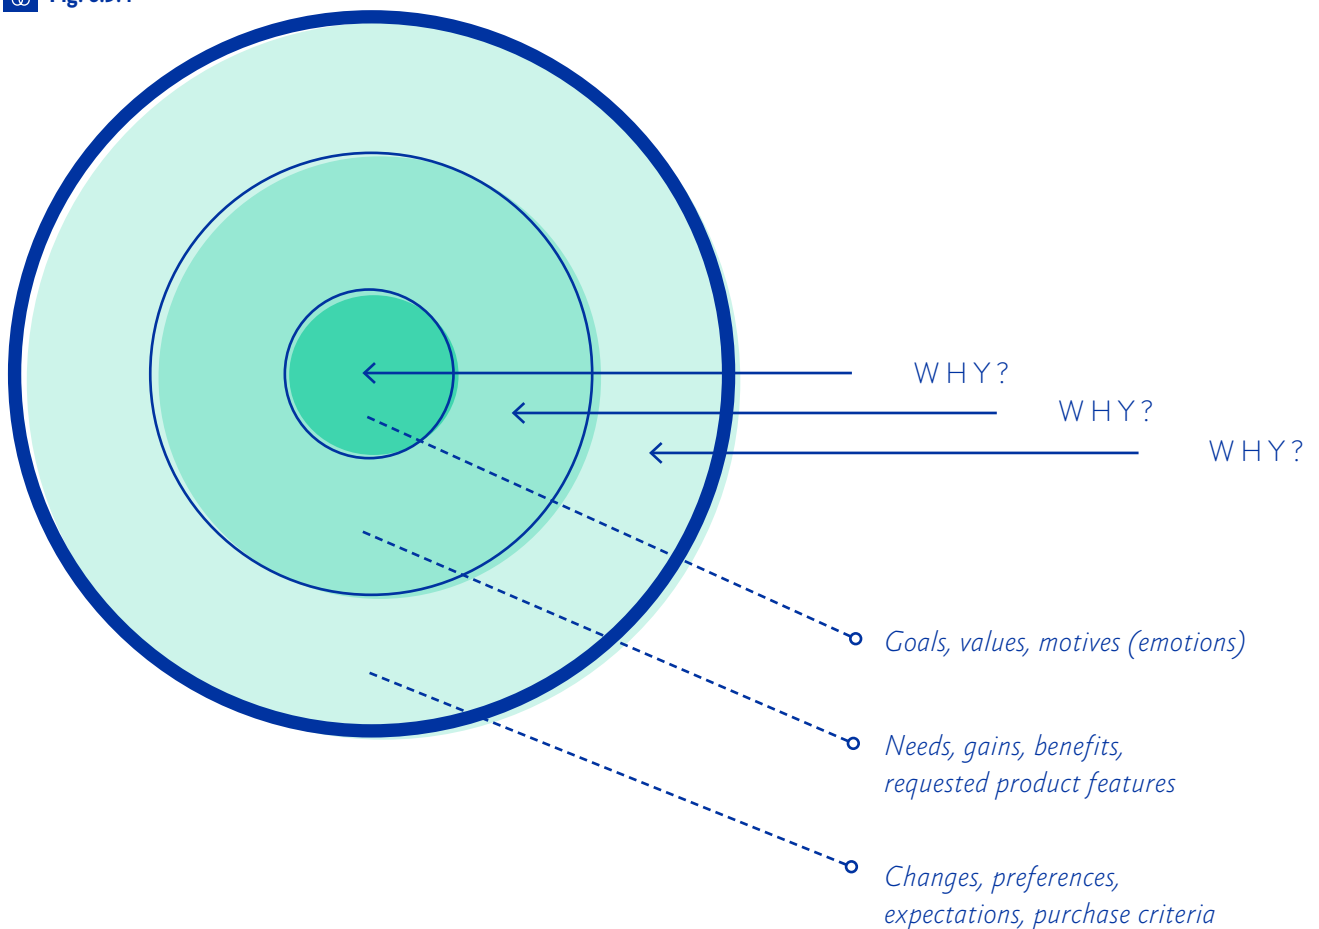 WHY?
WHY?
WHY?
Goals, values, motives (emotions)
Needs, gains, benefits,
requested product features
Changes, preferences,
expectations, purchase criteria